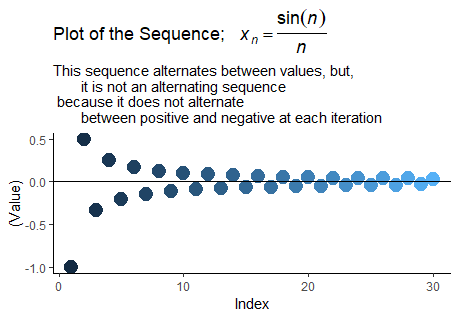 Plot of the Sequence; xₙ = sin(n) / n
This sequence alternates between values, but,
it is not an alternating sequence
because it does not alternate
between positive and negative at each iteration
0.5
0.0
-0.5
-1.0
(Value)
0 10 20 30
Index